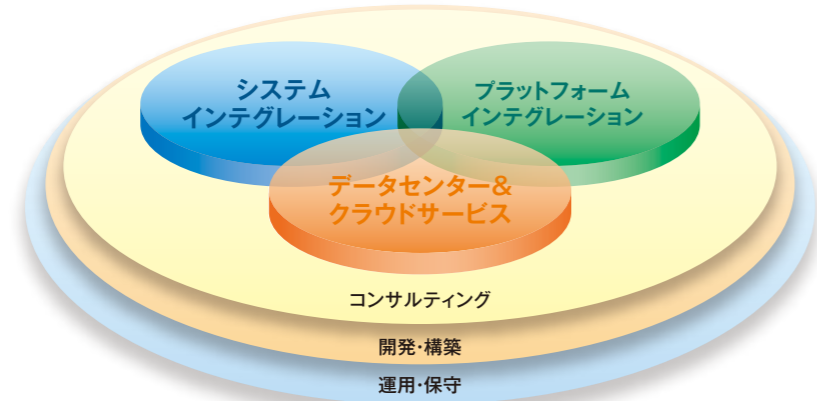 システム
インテグレーション
プラットフォーム
インテグレーション
データセンター&
クラウドサービス
コンサルティング
開発・構築
運用・保守